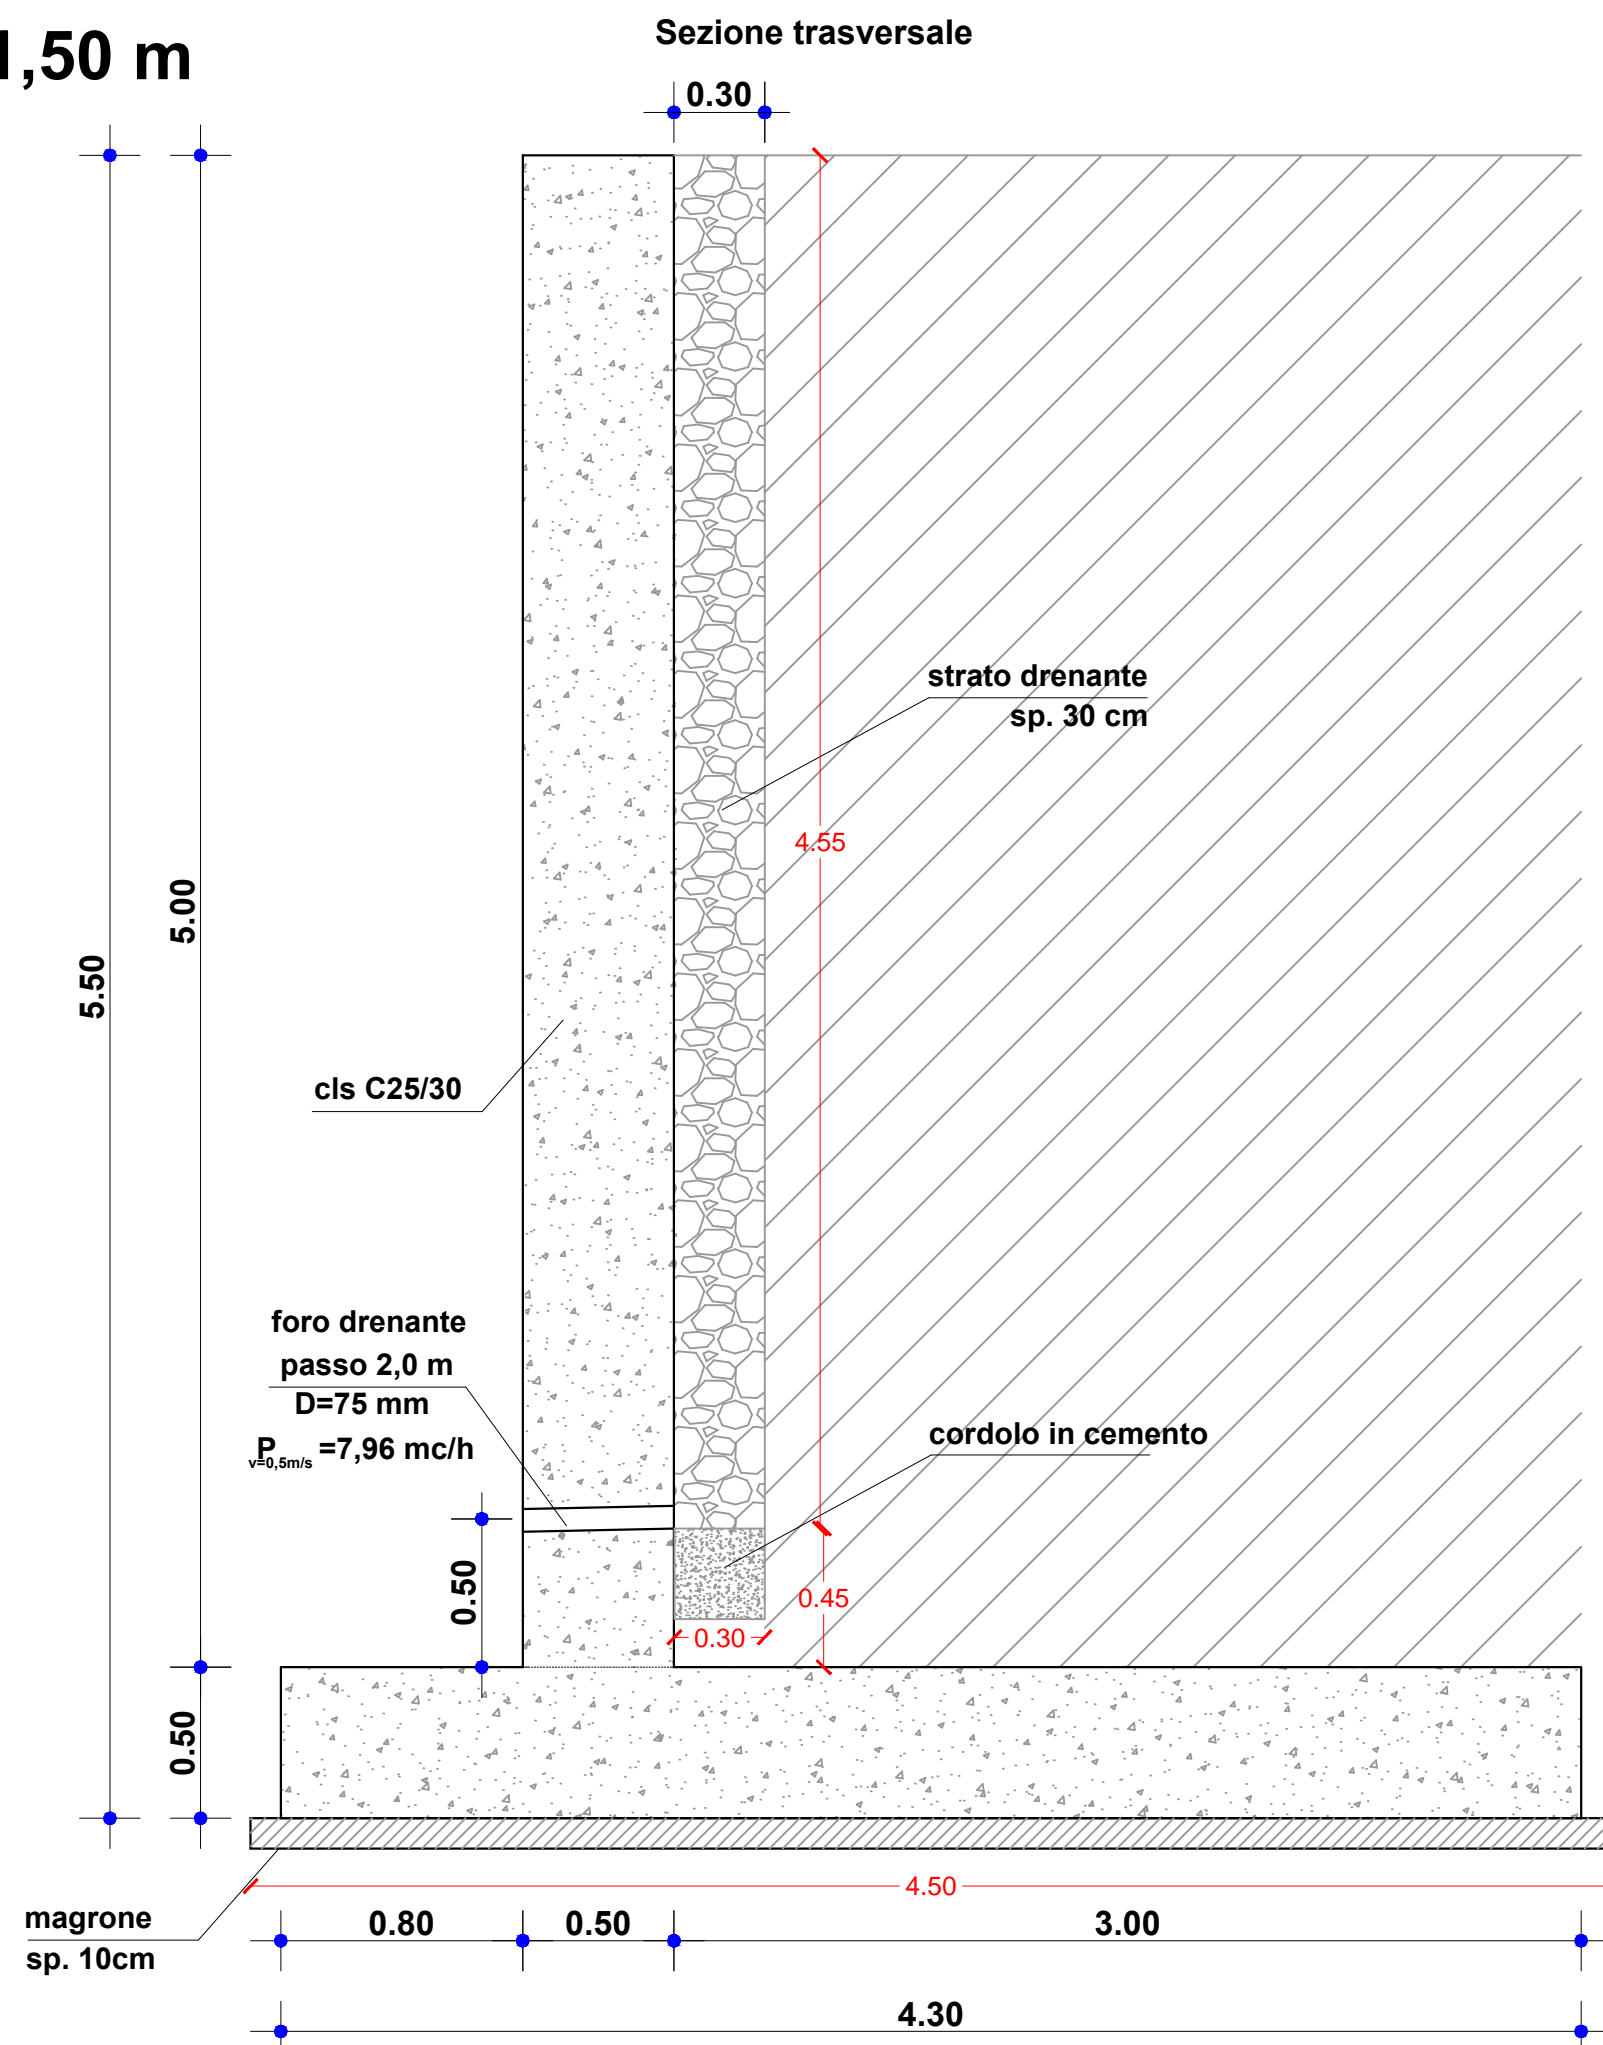 1,50 m
Sezione trasversale
0.30
strato drenante
sp. 30 cm
4.55
5.00
5.50
cls C25/30
foro drenante
passo 2,0 m
D=75 mm
P v=0,5m/s =7,96 mc/h
cordolo in cemento
0.50
0.45
0.30
0.50
4.50
magrone
sp. 10cm
0.80
0.50
3.00
4.30